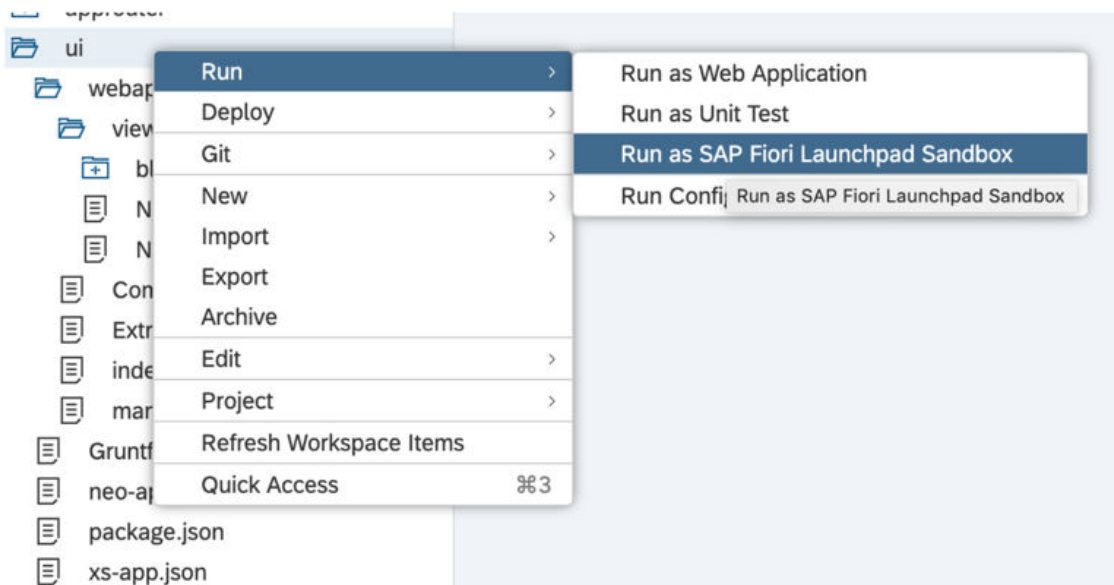 ui
Run
Run as Web Application
Deploy
Run as Unit Test
Git
Run as SAP Fiori Launchpad Sandbox
New
Run as SAP Fiori Launchpad Sandbox
Import
Export
Archive
Edit
Project
Refresh Workspace Items
Quick Access ⌘3
package.json
xs-app.json